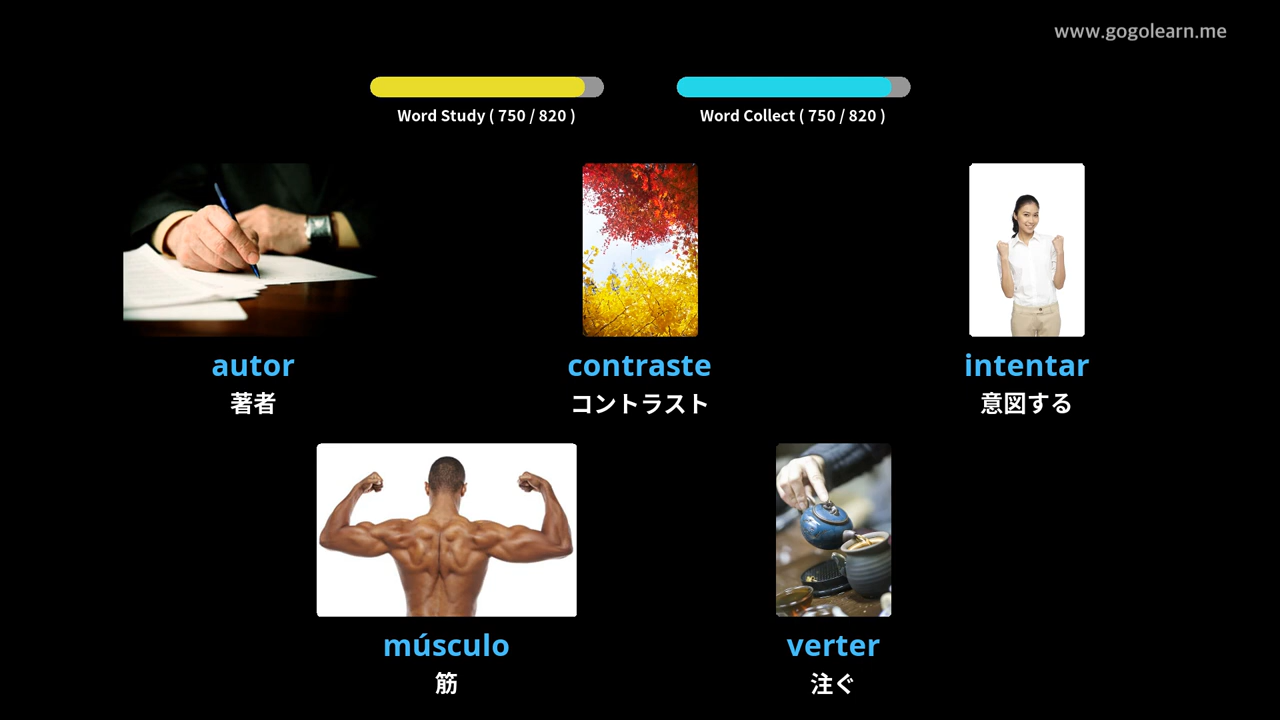 www.gogolearn.me
Word Study ( 750 / 820 )
Word Collect ( 750 / 820 )
autor
著者
contraste
コントラスト
intentar
意図する
músculo
筋
verter
注ぐ